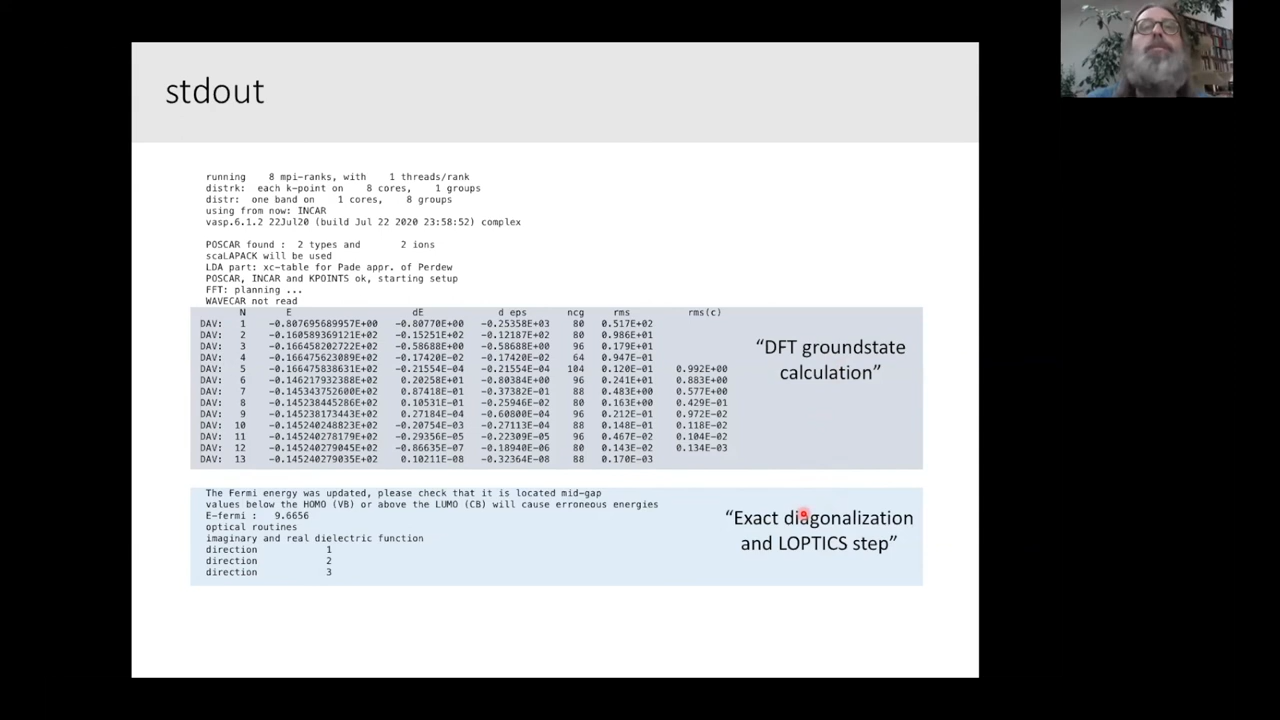 stdout
running 8 mpi-ranks, with 1 threads/rank
distrk: each k-point on 8 cores, 1 groups
distr: one band on 1 cores, 8 groups
using from now: INCAR
vasp.6.1.2 22Jul20 (build Jul 22 2020 23:58:52) complex
POSCAR found : 2 types and 2 ions
scaLAPACK will be used
LDA part: xc-table for Pade appr. of Perdew
POSCAR, INCAR and KPOINTS ok, starting setup
FFT: planning ...
WAVECAR not read
N E dE d eps ncg rms rms(c)
DAV: 1 -0.807695689957E+00 -0.80770E+00 -0.25358E+03 80 0.517E+02
DAV: 2 -0.160589369121E+02 -0.15251E+02 -0.12187E+02 80 0.986E+01
DAV: 3 -0.166458202722E+02 -0.58688E+00 -0.58688E+00 96 0.179E+01
DAV: 4 -0.166475623089E+02 -0.17420E-02 -0.17420E-02 64 0.947E-01
DAV: 5 -0.166475838631E+02 -0.21554E-04 -0.21554E-04 104 0.120E-01 0.992E+00
DAV: 6 -0.146217932388E+02 0.20258E+01 -0.80384E+00 96 0.241E+01 0.883E+00
DAV: 7 -0.145343752600E+02 0.87418E-01 -0.37382E-01 88 0.483E+00 0.577E+00
DAV: 8 -0.145238445286E+02 0.10531E-01 -0.25946E-02 80 0.163E+00 0.429E-01
DAV: 9 -0.145238173443E+02 0.27184E-04 -0.60800E-04 96 0.212E-01 0.972E-02
DAV: 10 -0.145240248823E+02 -0.20754E-03 -0.27113E-04 88 0.148E-01 0.118E-02
DAV: 11 -0.145240278179E+02 -0.29356E-05 -0.22309E-05 96 0.467E-02 0.104E-02
DAV: 12 -0.145240279045E+02 -0.86635E-07 -0.18940E-06 80 0.143E-02 0.134E-03
DAV: 13 -0.145240279035E+02 0.10211E-08 -0.32364E-08 88 0.170E-03
“DFT groundstate
calculation”
The Fermi energy was updated, please check that it is located mid-gap
values below the HOMO (VB) or above the LUMO (CB) will cause erroneous energies
E-fermi : 9.6656
optical routines
imaginary and real dielectric function
direction 1
direction 2
direction 3
“Exact diagonalization
and LOPTICS step”